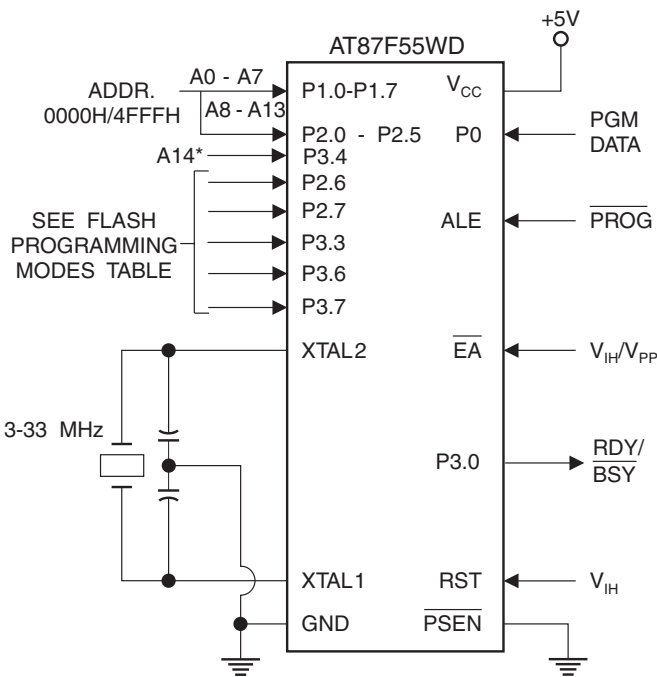 +5V
AT87F55WD
ADDR.
0000H/4FFFH
A0 - A7
A8 - A13
A14*
SEE FLASH
PROGRAMMING
MODES TABLE
3-33 MHz
P1.0-P1.7
P2.0 - P2.5
P3.4
P2.6
P2.7
P3.3
P3.6
P3.7
XTAL2
XTAL1
GND
VCC
P0
ALE
EA
P3.0
RST
PSEN
PGM
DATA
PROG
VIH/VPP
RDY/
BSY
VIH